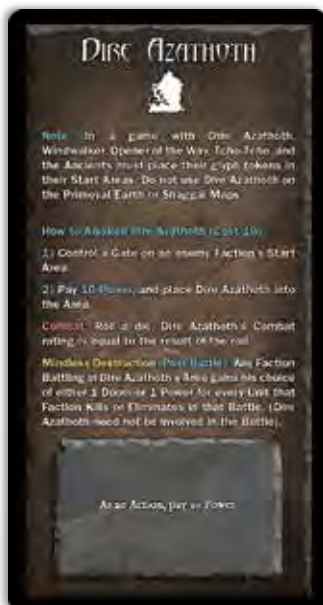 Dire Azathoth
Note: In a game with Dire Azathoth,
Windwalker, Opener of the Way, Tcho-Tcho, and
the Ancients must place their glyph tokens in
their Start Areas. Do not use Dire Azathoth on
the Primeval Earth or Shaggai Maps.
How to Awaken Dire Azathoth (Cost 10):
1) Control a Gate on an enemy Faction's Start
Area.
2) Pay 10 Power, and place Dire Azathoth into
the Area.
Combat: Roll a die. Dire Azathoth's Combat
rating is equal to the result of the roll.
Mindless Destruction (Post-Battle): Any Faction
Battling in Dire Azathoth's Area gains his choice
of either 1 Doom or 1 Power for every Unit that
Faction Kills or Eliminates in that Battle. (Dire
Azathoth need not be involved in the Battle).
As an Action, pay 10 Power